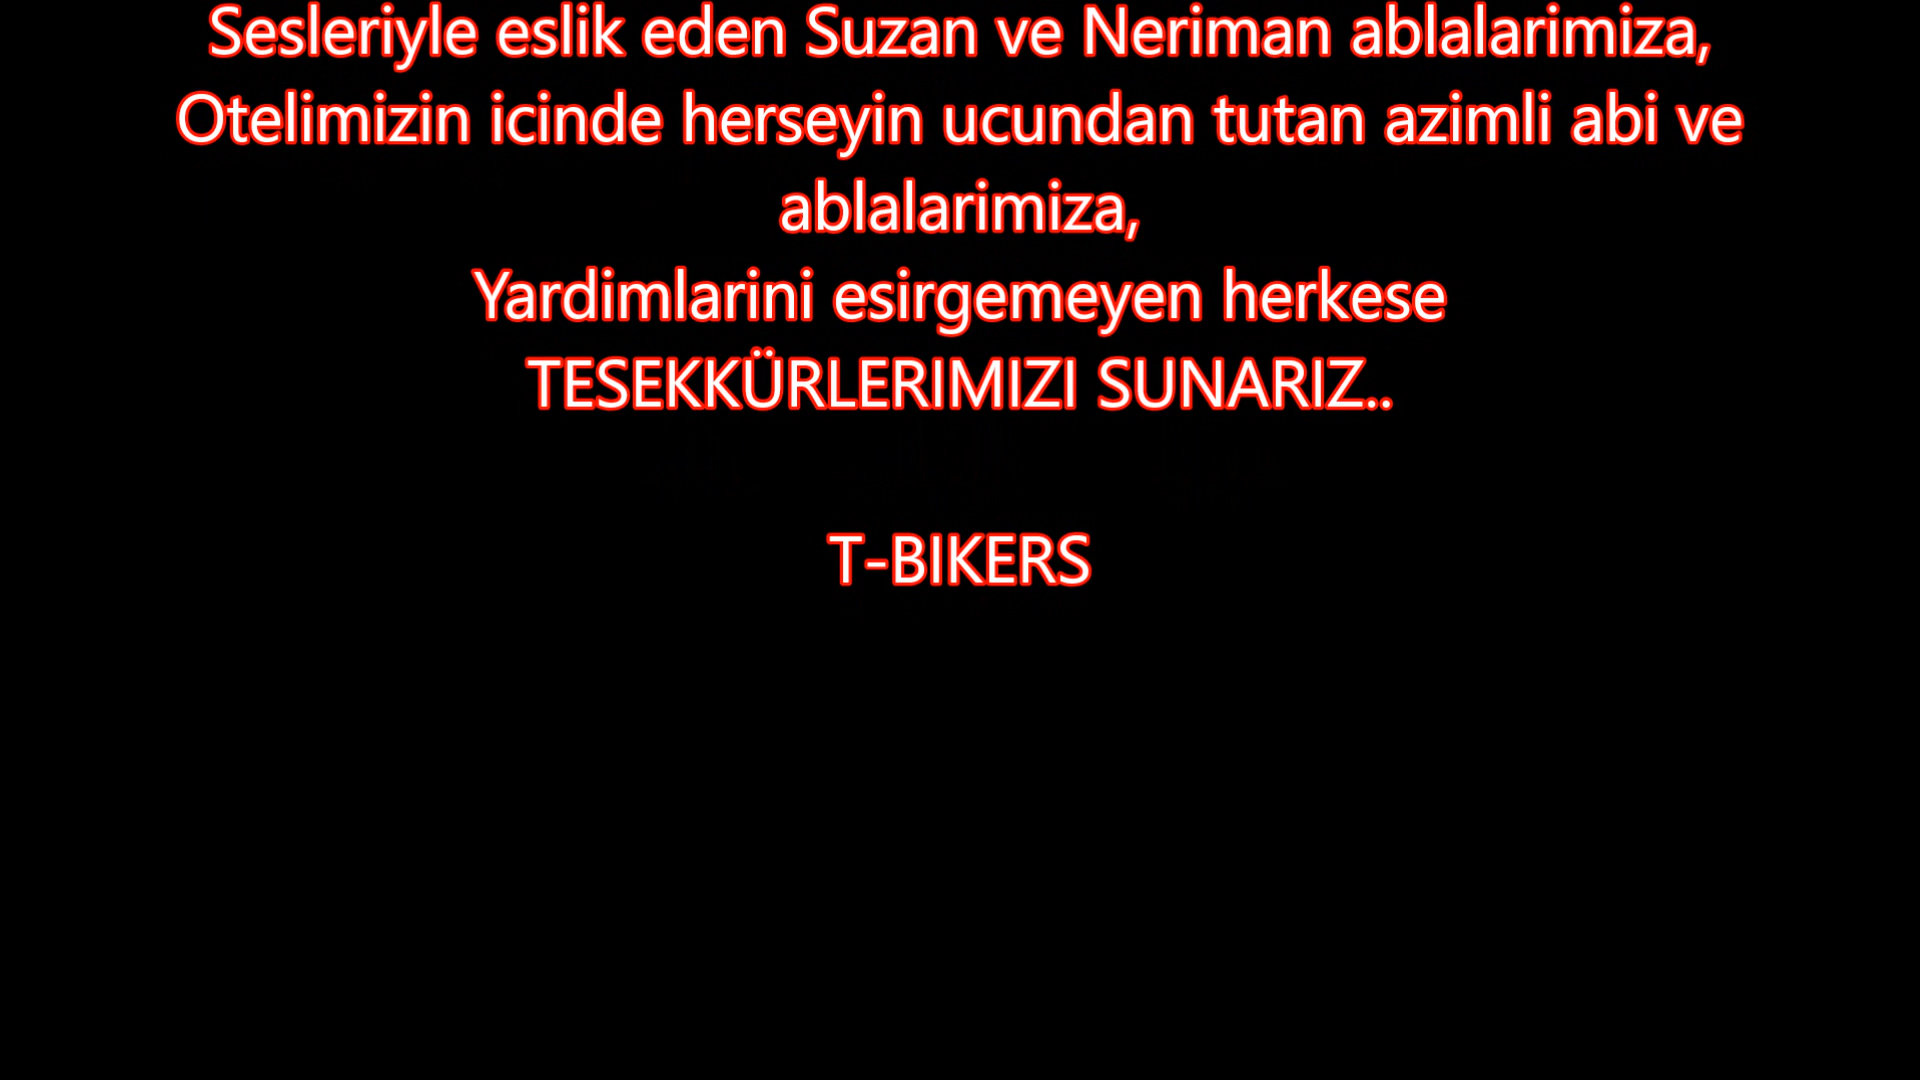 Sesleriyle eslik eden Suzan ve Neriman ablalarimiza,
Otelimizin icinde herseyin ucundan tutan azimli abi ve
ablalarimiza,
Yardimlarini esirgemeyen herkese
TESEKKÜRLERIMIZI SUNARIZ..
T-BIKERS